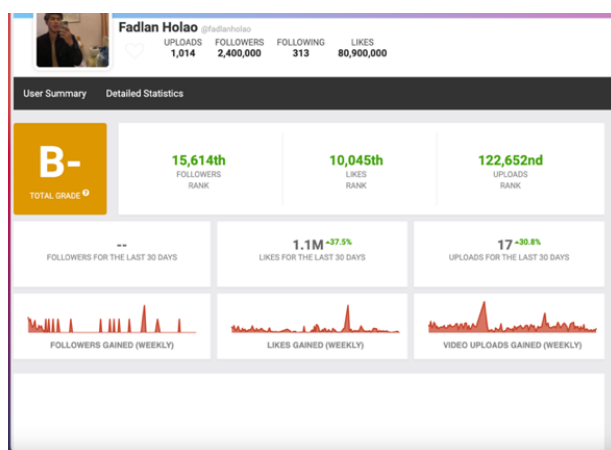 Fadlan Holao @fadlanholao
UPLOADS FOLLOWERS FOLLOWING LIKES
1,014 2,400,000 313 80,900,000
User Summary Detailed Statistics
B-
TOTAL GRADE ?
15,614th
FOLLOWERS
RANK
10,045th
LIKES
RANK
122,652nd
UPLOADS
RANK
--
FOLLOWERS FOR THE LAST 30 DAYS
1.1M +37.5%
LIKES FOR THE LAST 30 DAYS
17 +30.8%
UPLOADS FOR THE LAST 30 DAYS
FOLLOWERS GAINED (WEEKLY)
LIKES GAINED (WEEKLY)
VIDEO UPLOADS GAINED (WEEKLY)